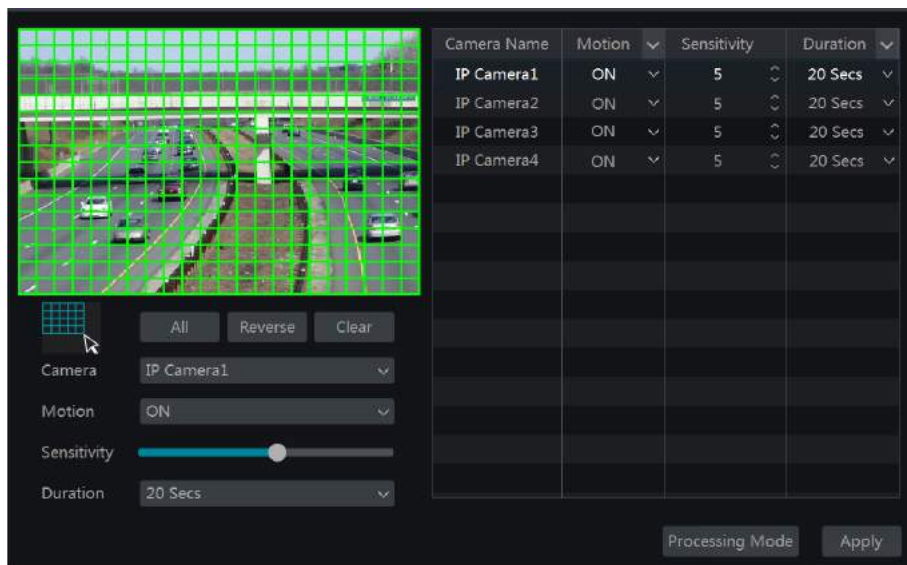 Camera Name Motion Sensitivity Duration
IP Camera1 ON 5 20 Secs
IP Camera2 ON 5 20 Secs
IP Camera3 ON 5 20 Secs
IP Camera4 ON 5 20 Secs
All Reverse Clear
Camera IP Camera1
Motion ON
Sensitivity
Duration 20 Secs
Processing Mode Apply